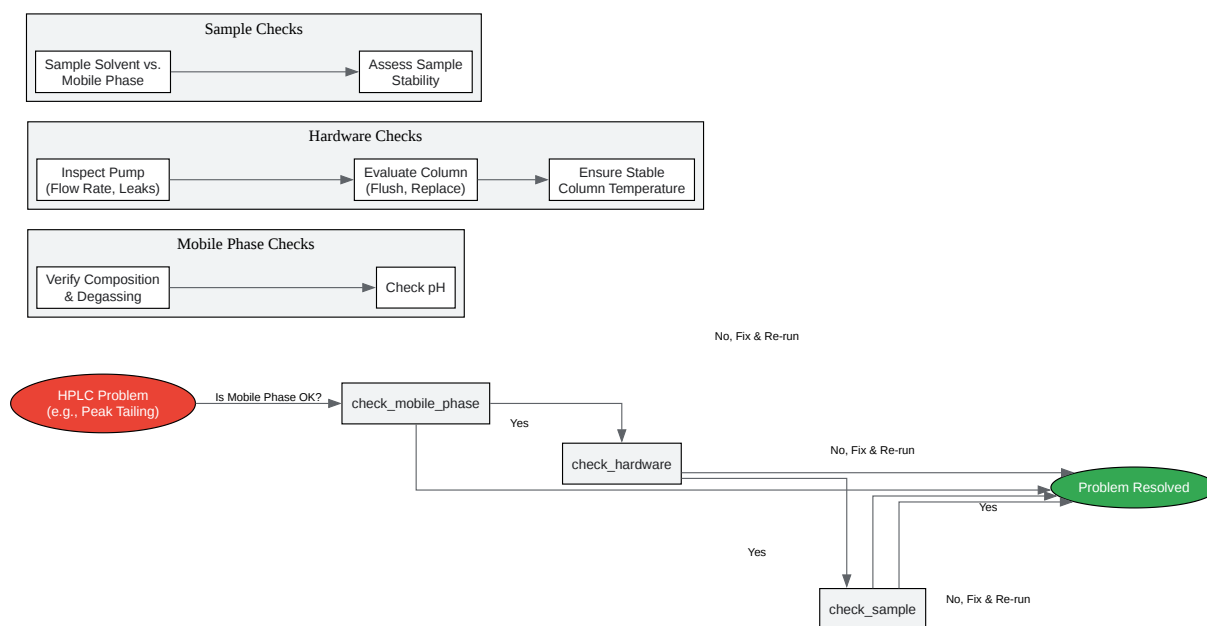 Sample Checks
Sample Solvent vs.
Mobile Phase
Assess Sample
Stability
Hardware Checks
Inspect Pump
(Flow Rate, Leaks)
Evaluate Column
(Flush, Replace)
Ensure Stable
Column Temperature
Mobile Phase Checks
Verify Composition
& Degassing
Check pH
No, Fix & Re-run
HPLC Problem
(e.g., Peak Tailing)
Is Mobile Phase OK?
check_mobile_phase
Yes
check_hardware
No, Fix & Re-run
Problem Resolved
Yes
Yes
check_sample
No, Fix & Re-run